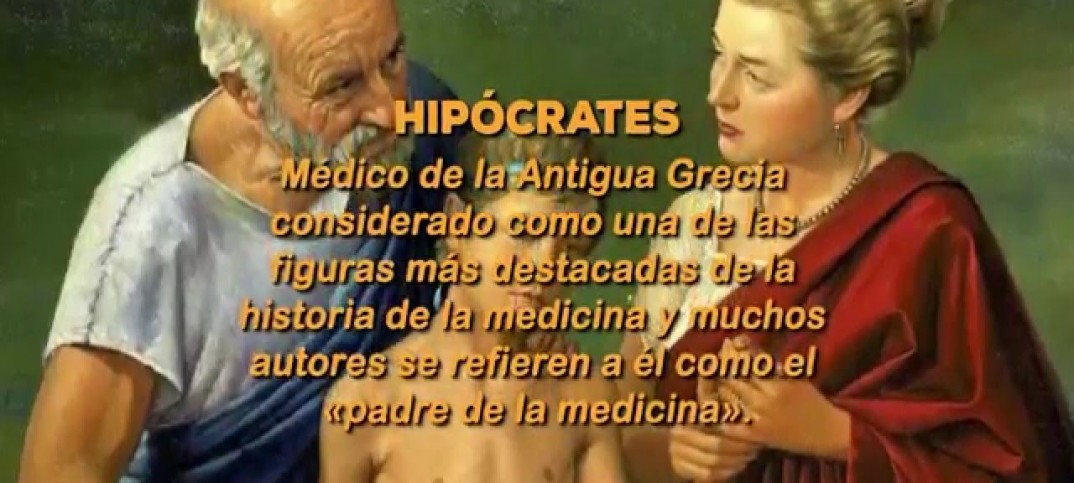 HIPÓCRATES
Médico de la Antigua Grecia
considerado como una de las
figuras más destacadas de la
historia de la medicina y muchos
autores se refieren a él como el
«padre de la medicina».